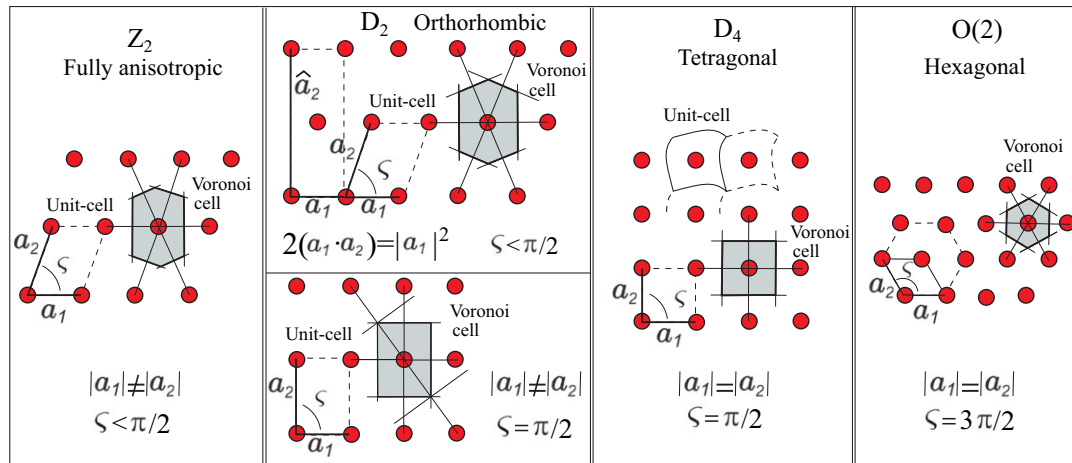 Z₂
Fully anisotropic
Unit-cell
Voronoi
cell
a₂
ς
a₁
|a₁|≠|a₂|
ς<π/2
D₂ Orthorhombic
â₂
Unit-cell
Voronoi
cell
a₂
ς
a₁
a₁
2(a₁·a₂)=|a₁|² ς<π/2
Unit-cell
Voronoi
cell
a₂
ς
a₁
|a₁|≠|a₂|
ς=π/2
D₄
Tetragonal
Unit-cell
Voronoi
cell
a₂
ς
a₁
|a₁|=|a₂|
ς=π/2
O(2)
Hexagonal
Voronoi
cell
a₂
ς
a₁
|a₁|=|a₂|
ς=3π/2